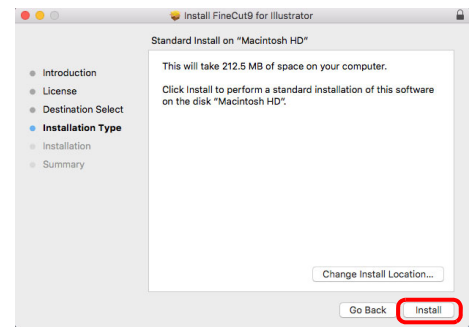 Install FineCut9 for Illustrator
Standard Install on "Macintosh HD"
Introduction
License
Destination Select
Installation Type
Installation
Summary
This will take 212.5 MB of space on your computer.
Click Install to perform a standard installation of this software
on the disk "Macintosh HD".
Change Install Location...
Go Back
Install